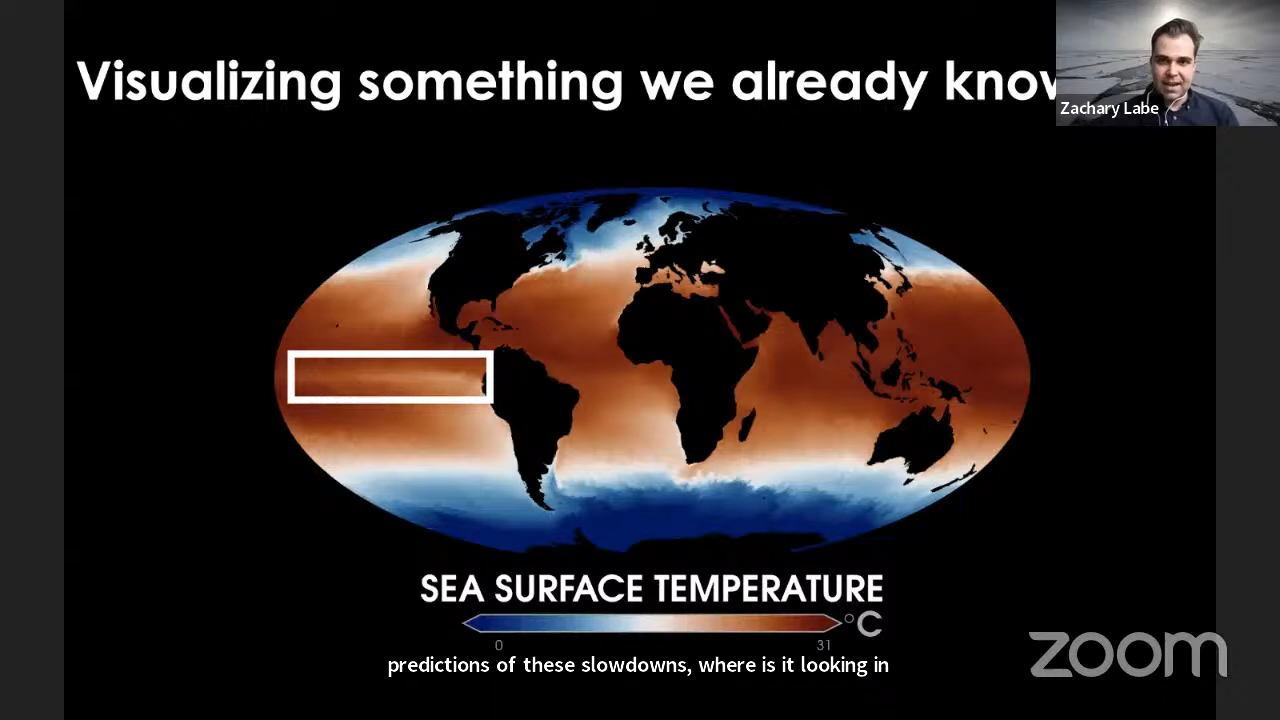 Visualizing something we already know
Zachary Labe
SEA SURFACE TEMPERATURE
°C
0 31
predictions of these slowdowns, where is it looking in
zoom